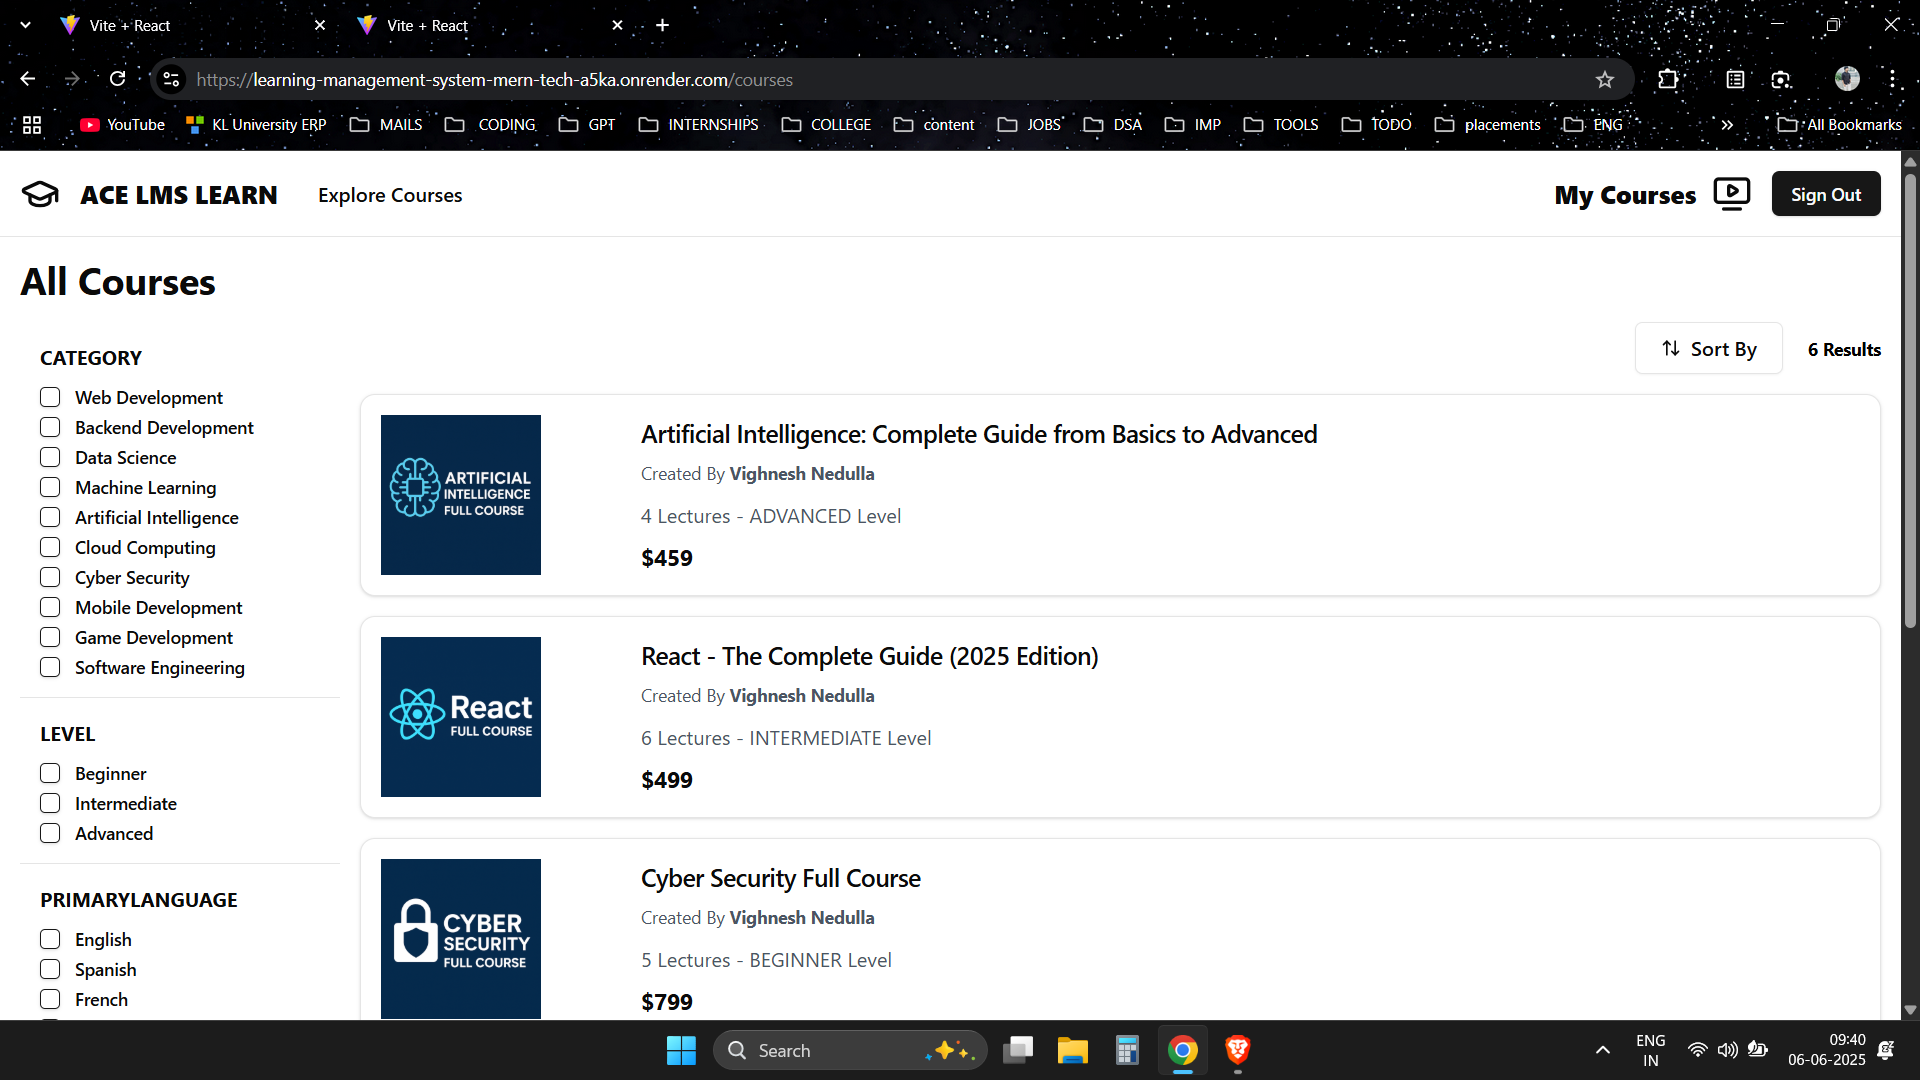 Vite + React
Vite + React
https://learning-management-system-mern-tech-a5ka.onrender.com/courses
YouTube KL University ERP MAILS CODING GPT INTERNSHIPS COLLEGE content JOBS DSA IMP TOOLS TODO placements ENG » All Bookmarks
ACE LMS LEARN Explore Courses My Courses Sign Out
All Courses
Sort By 6 Results
CATEGORY
Web Development
Backend Development
Data Science
Machine Learning
Artificial Intelligence
Cloud Computing
Cyber Security
Mobile Development
Game Development
Software Engineering
LEVEL
Beginner
Intermediate
Advanced
PRIMARYLANGUAGE
English
Spanish
French
ARTIFICIAL
INTELLIGENCE
FULL COURSE
Artificial Intelligence: Complete Guide from Basics to Advanced
Created By Vighnesh Nedulla
4 Lectures - ADVANCED Level
$459
React
FULL COURSE
React - The Complete Guide (2025 Edition)
Created By Vighnesh Nedulla
6 Lectures - INTERMEDIATE Level
$499
CYBER
SECURITY
FULL COURSE
Cyber Security Full Course
Created By Vighnesh Nedulla
5 Lectures - BEGINNER Level
$799
Search
ENG
IN
09:40
06-06-2025